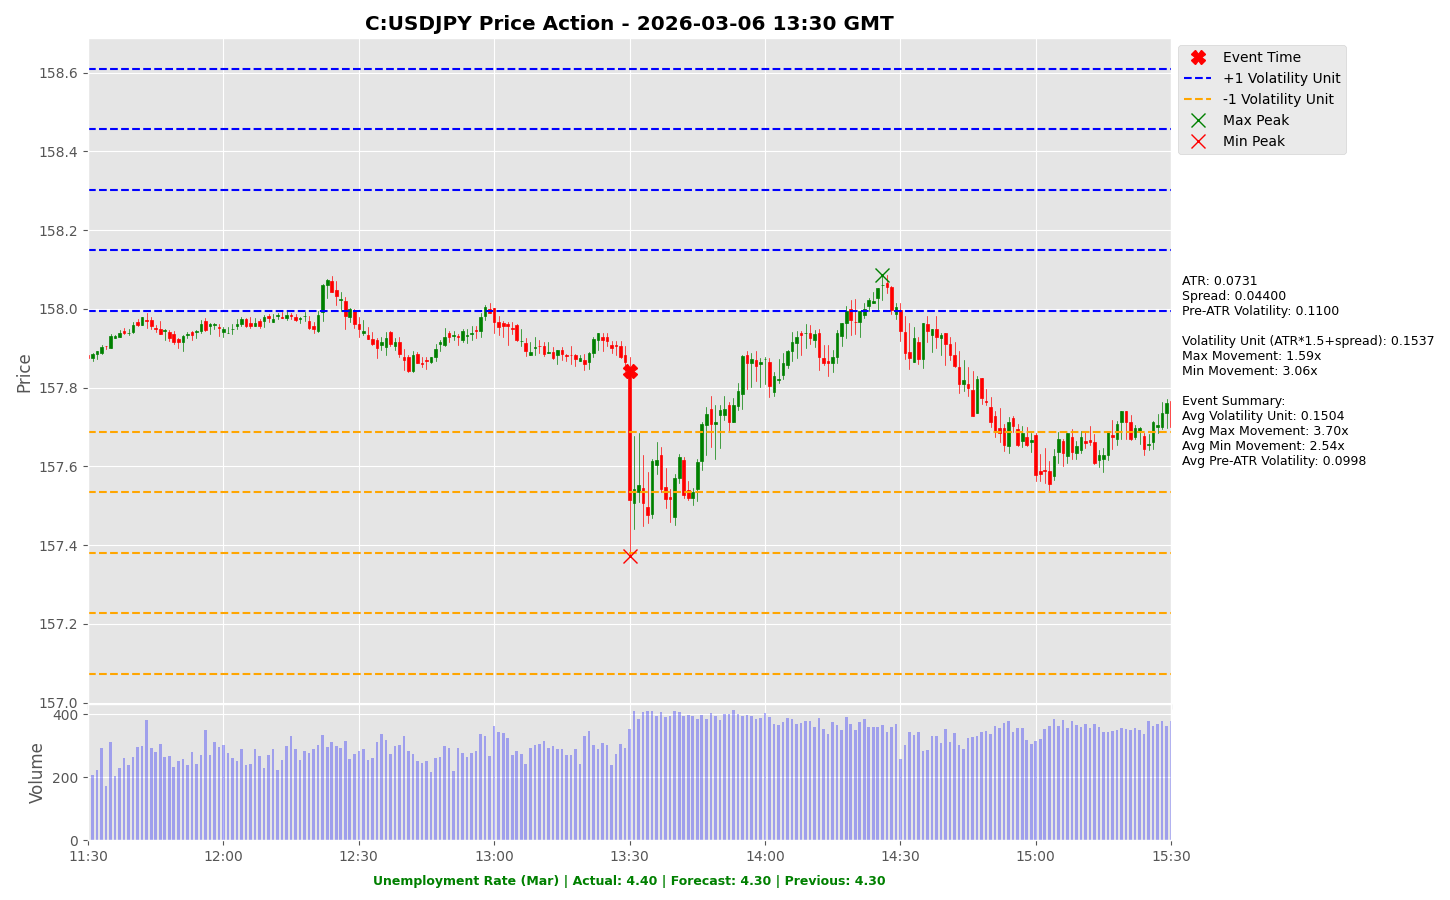 C:USDJPY Price Action - 2026-03-06 13:30 GMT
Event Time
+1 Volatility Unit
-1 Volatility Unit
Max Peak
Min Peak
Price
158.6
158.4
158.2
158.0
157.8
157.6
157.4
157.2
157.0
ATR: 0.0731
Spread: 0.04400
Pre-ATR Volatility: 0.1100
Volatility Unit (ATR*1.5+spread): 0.1537
Max Movement: 1.59x
Min Movement: 3.06x
Event Summary:
Avg Volatility Unit: 0.1504
Avg Max Movement: 3.70x
Avg Min Movement: 2.54x
Avg Pre-ATR Volatility: 0.0998
Volume
400
200
0
11:30 12:00 12:30 13:00 13:30 14:00 14:30 15:00 15:30
Unemployment Rate (Mar) | Actual: 4.40 | Forecast: 4.30 | Previous: 4.30